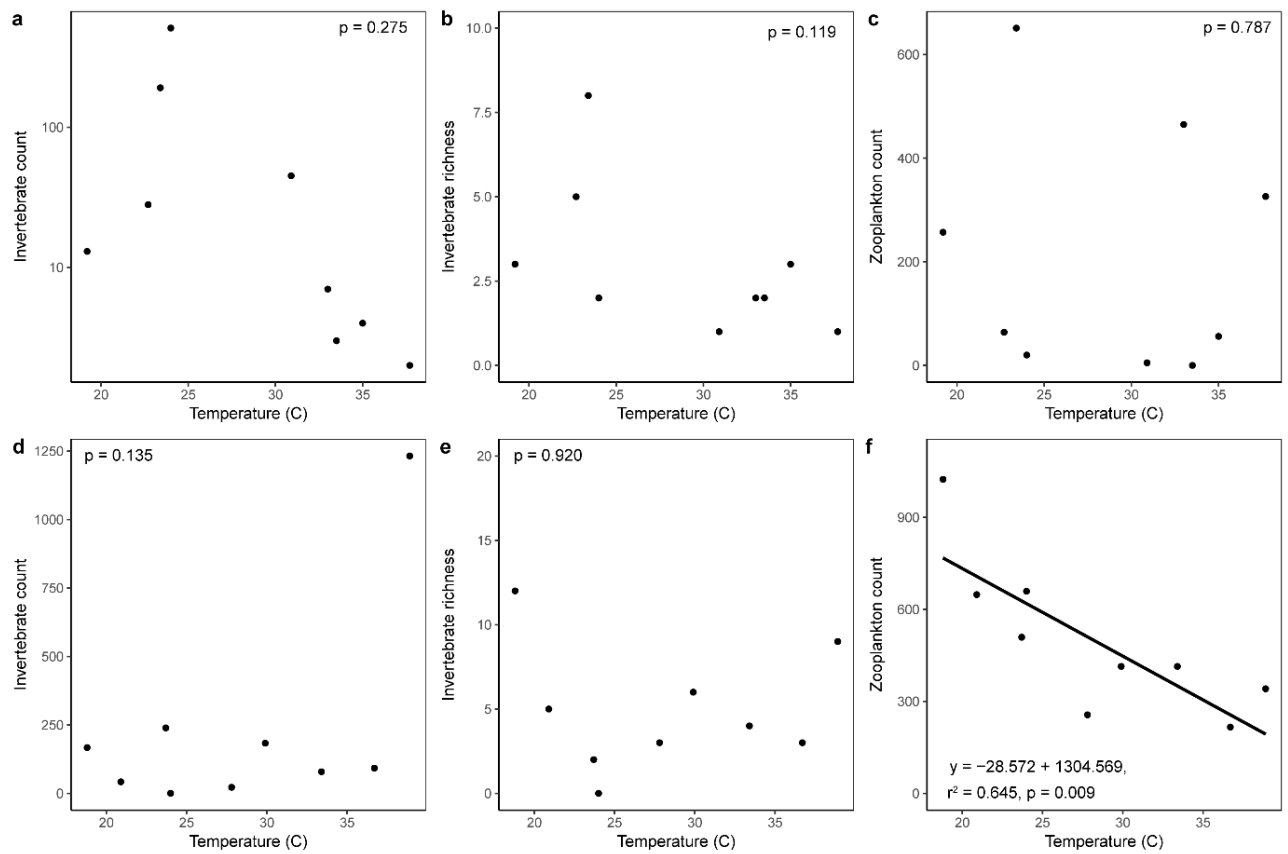 a
p = 0.275
Invertebrate count
100
10
20
25
30
35
Temperature (C)
b
p = 0.119
Invertebrate richness
10.0
7.5
5.0
2.5
0.0
20
25
30
35
Temperature (C)
c
p = 0.787
Zooplankton count
600
400
200
0
20
25
30
35
Temperature (C)
d
p = 0.135
Invertebrate count
1250
1000
750
500
250
0
20
25
30
35
Temperature (C)
e
p = 0.920
Invertebrate richness
20
15
10
5
0
20
25
30
35
Temperature (C)
f
Zooplankton count
900
600
300
0
y = −28.572 + 1304.569,
r² = 0.645, p = 0.009
20
25
30
35
Temperature (C)